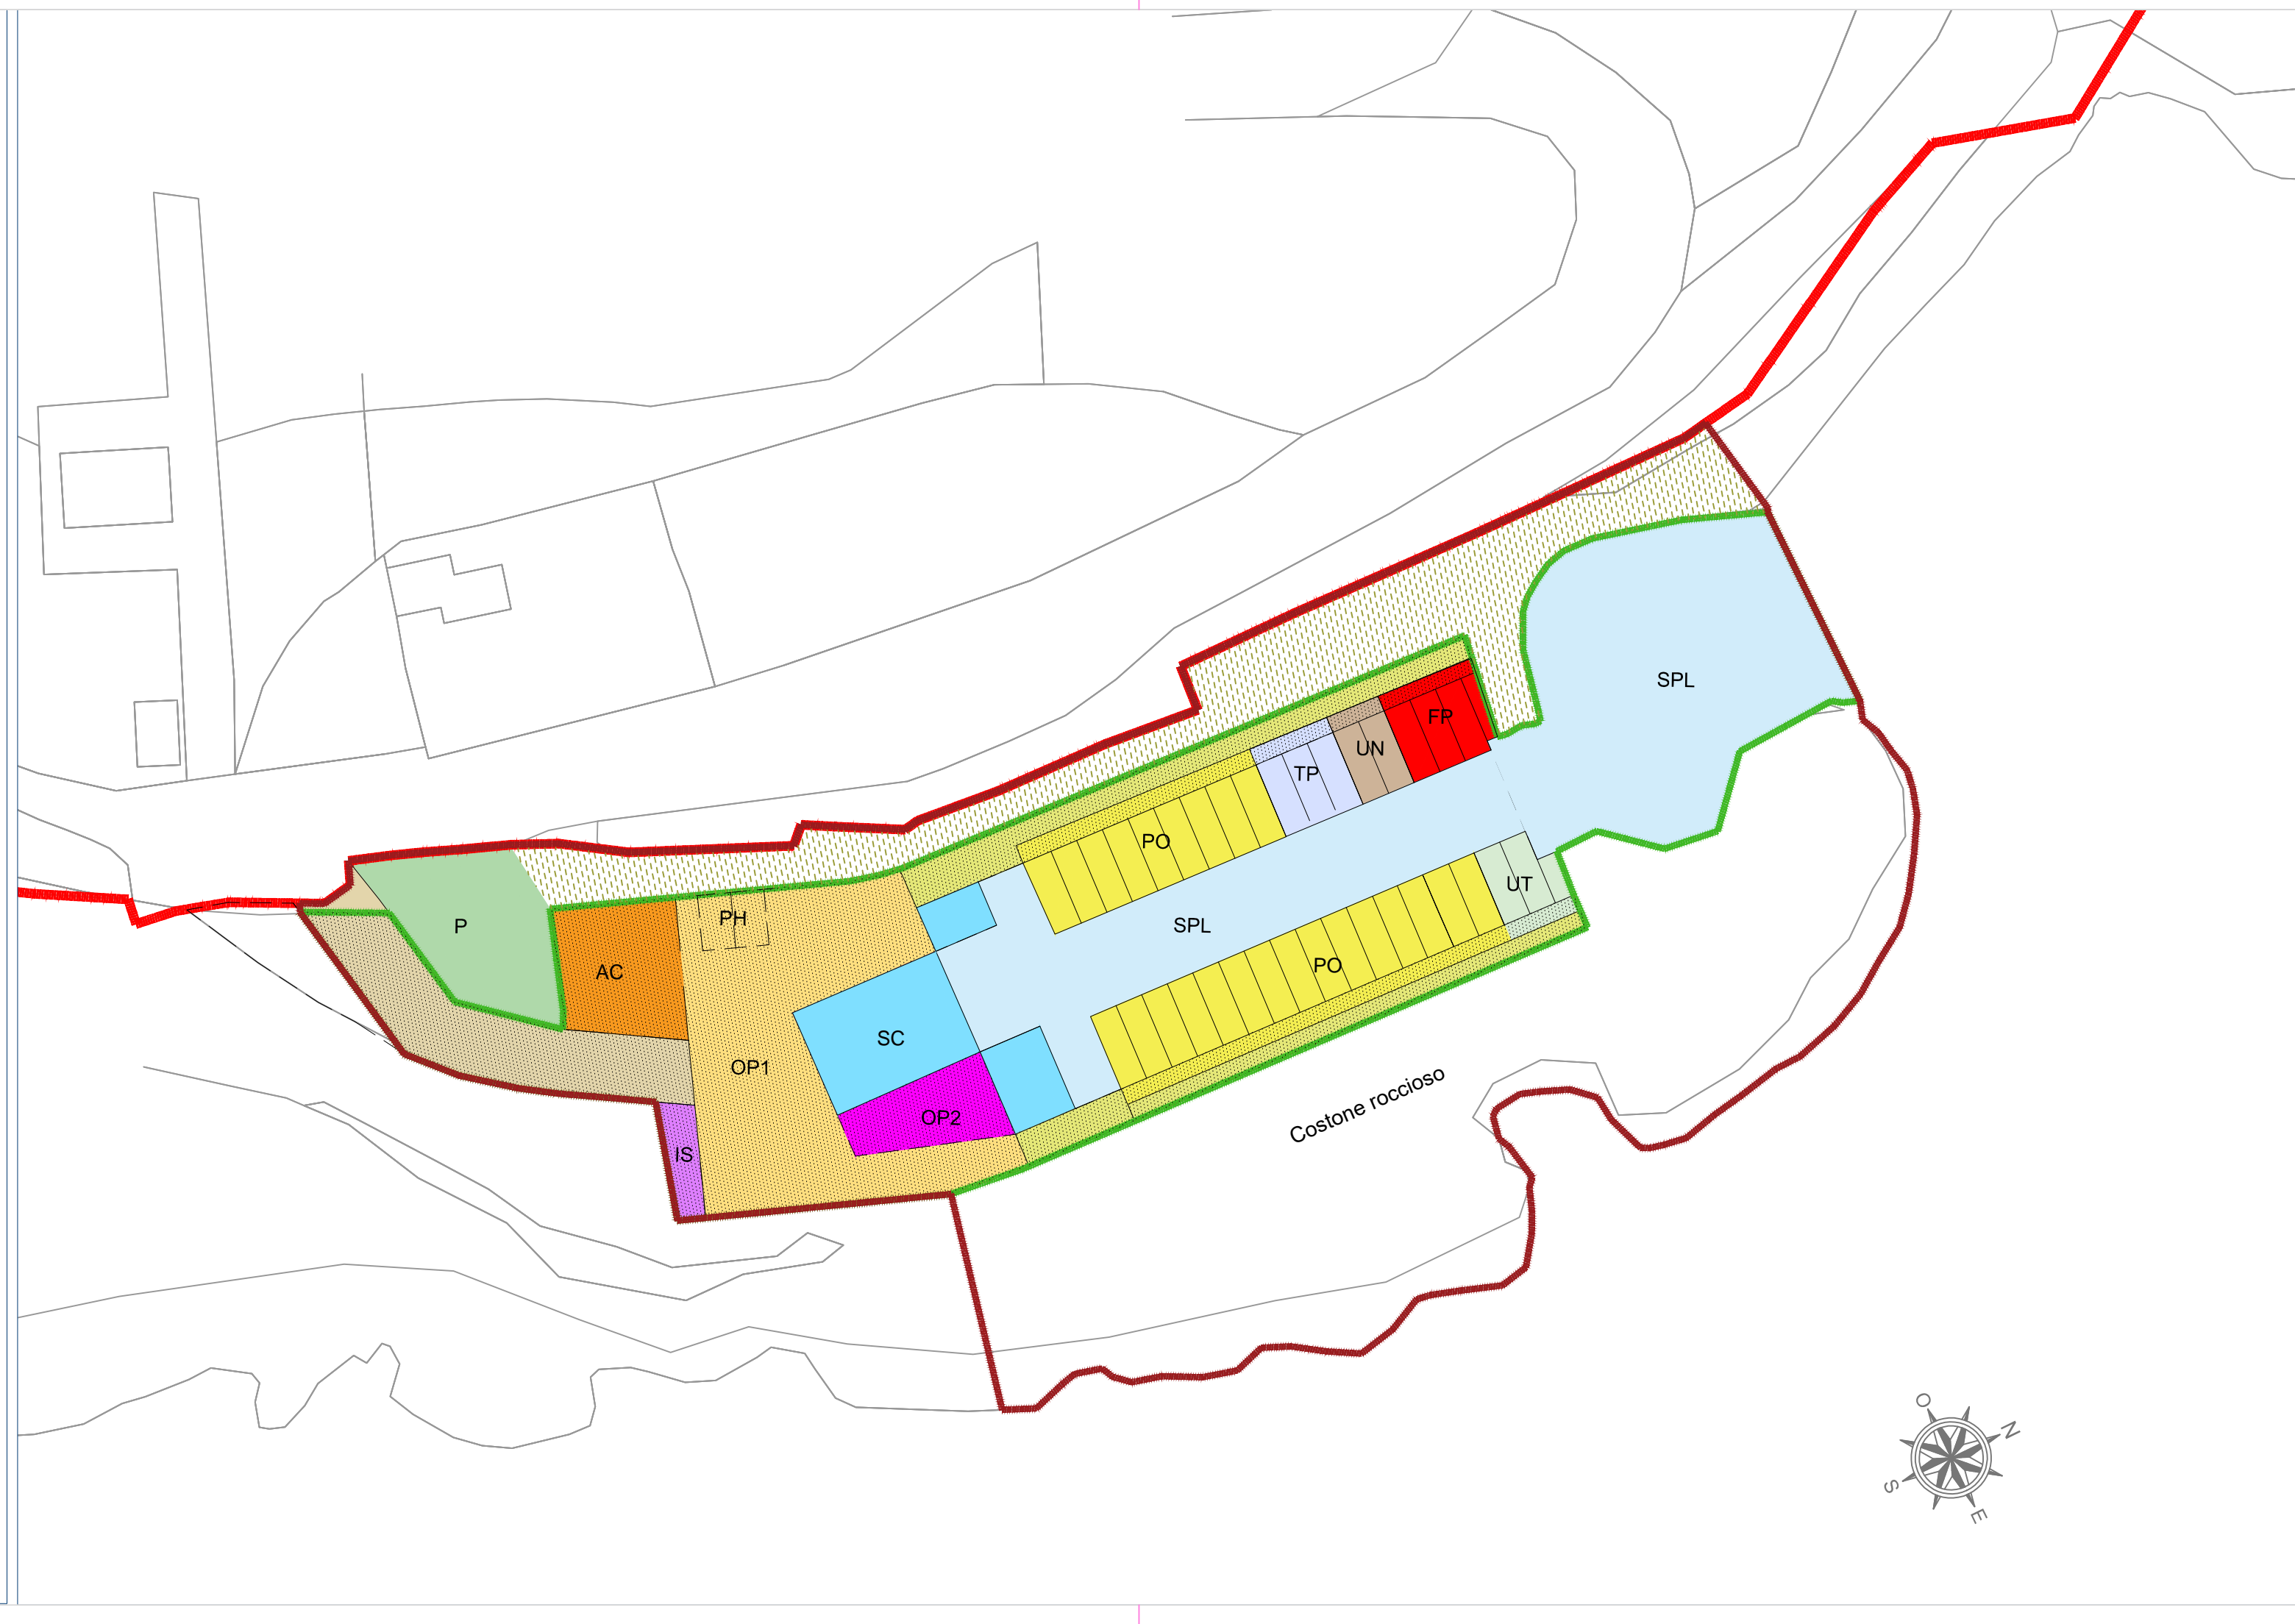 SPL
FP
UN
TP
PO
UT
PH
SPL
P
PO
AC
SC
OP1
Costone roccioso
OP2
IS
O
N
S
E